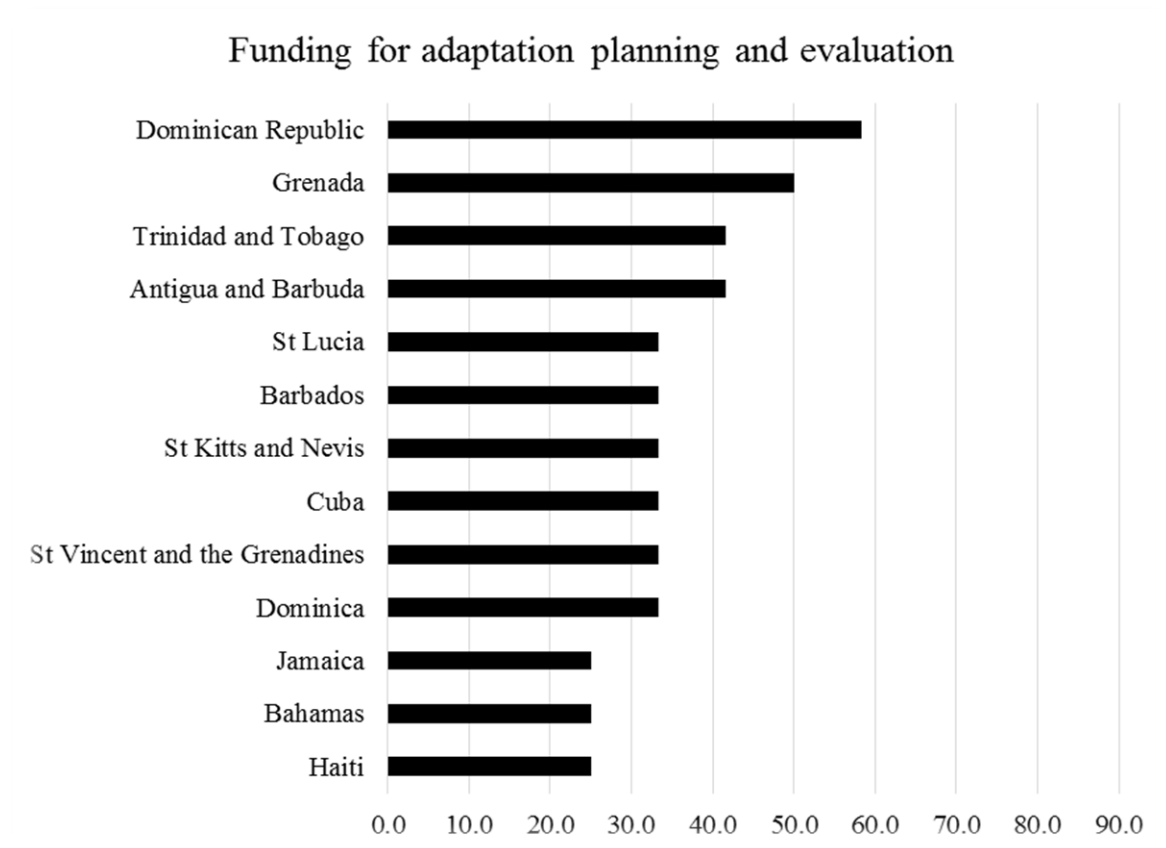 Funding for adaptation planning and evaluation
Dominican Republic
Grenada
Trinidad and Tobago
Antigua and Barbuda
St Lucia
Barbados
St Kitts and Nevis
Cuba
St Vincent and the Grenadines
Dominica
Jamaica
Bahamas
Haiti
0.0 10.0 20.0 30.0 40.0 50.0 60.0 70.0 80.0 90.0